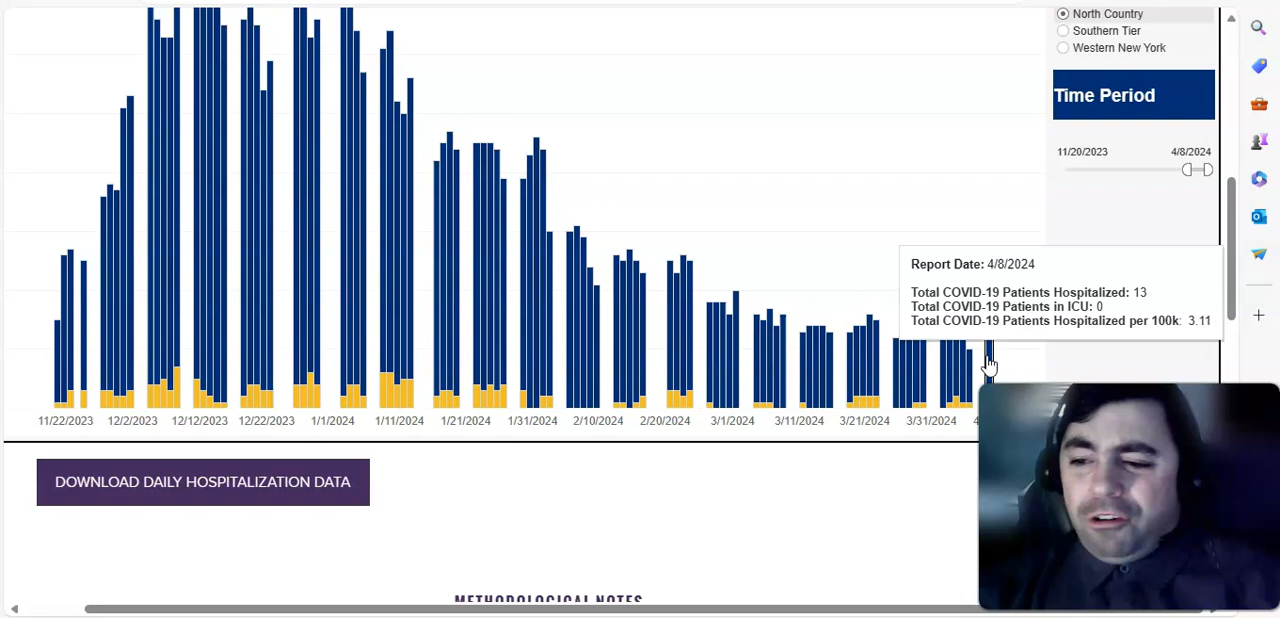 North Country
Southern Tier
Western New York
Time Period
11/20/2023 4/8/2024
Report Date: 4/8/2024
Total COVID-19 Patients Hospitalized: 13
Total COVID-19 Patients in ICU: 0
Total COVID-19 Patients Hospitalized per 100k: 3.11
11/22/2023 12/2/2023 12/12/2023 12/22/2023 1/1/2024 1/11/2024 1/21/2024 1/31/2024 2/10/2024 2/20/2024 3/1/2024 3/11/2024 3/21/2024 3/31/2024
DOWNLOAD DAILY HOSPITALIZATION DATA
METHODOLOGICAL NOTES